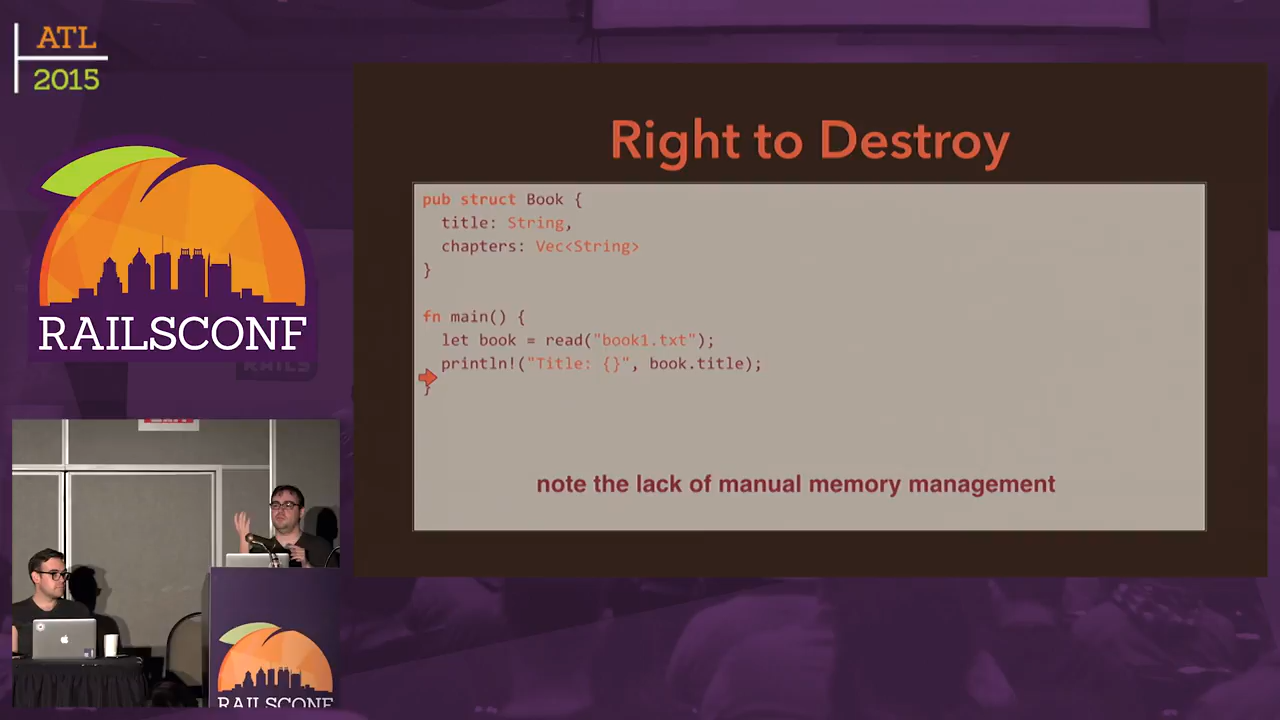 ATL
2015
RAILSCONF
Right to Destroy
pub struct Book {
title: String,
chapters: Vec<String>
}
fn main() {
let book = read("book1.txt");
println!("Title: {}", book.title);
}
note the lack of manual memory management
RAILSCONF